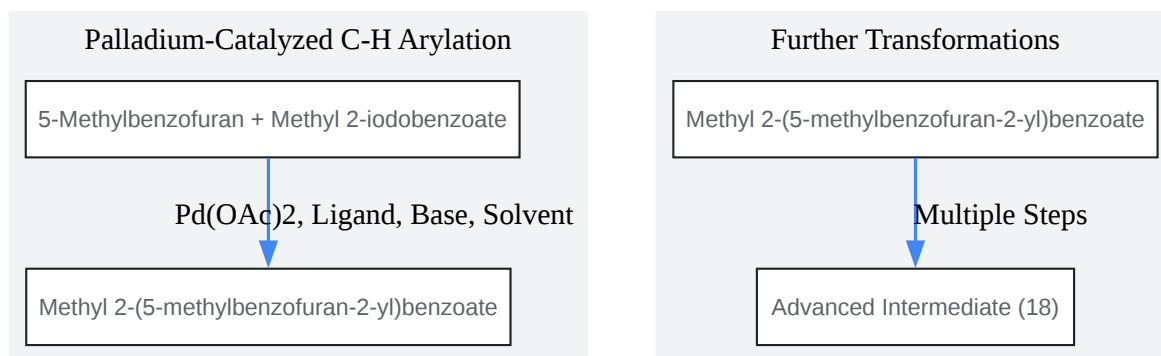 Palladium-Catalyzed C-H Arylation
5-Methylbenzofuran + Methyl 2-iodobenzoate
Pd(OAc)2, Ligand, Base, Solvent
Methyl 2-(5-methylbenzofuran-2-yl)benzoate
Further Transformations
Methyl 2-(5-methylbenzofuran-2-yl)benzoate
Multiple Steps
Advanced Intermediate (18)